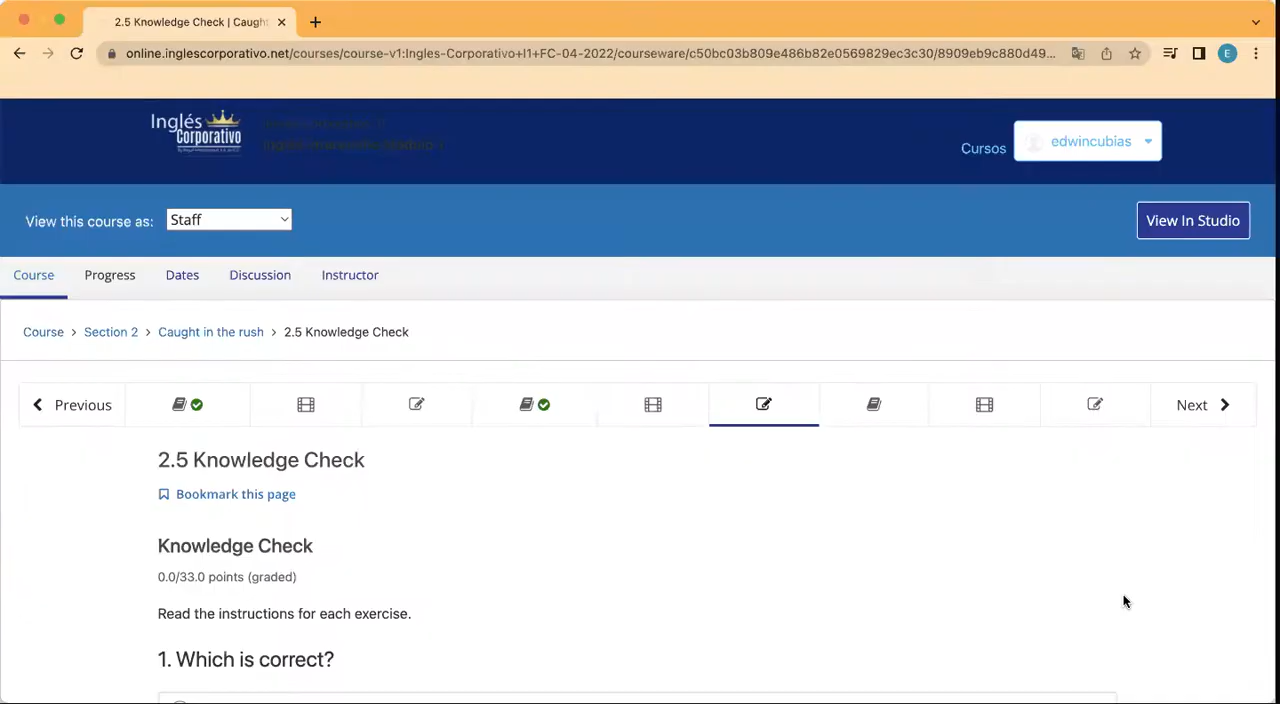 2.5 Knowledge Check | Caught
online.inglescorporativo.net/courses/course-v1:Ingles-Corporativo+I1+FC-04-2022/courseware/c50bc03b809e486b82e0569829ec3c30/8909eb9c880d49...
E
Inglés
Corporativo
Cursos
edwincubias
View this course as:
Staff
View In Studio
Course
Progress
Dates
Discussion
Instructor
Course > Section 2 > Caught in the rush > 2.5 Knowledge Check
Previous
Next
2.5 Knowledge Check
Bookmark this page
Knowledge Check
0.0/33.0 points (graded)
Read the instructions for each exercise.
1. Which is correct?